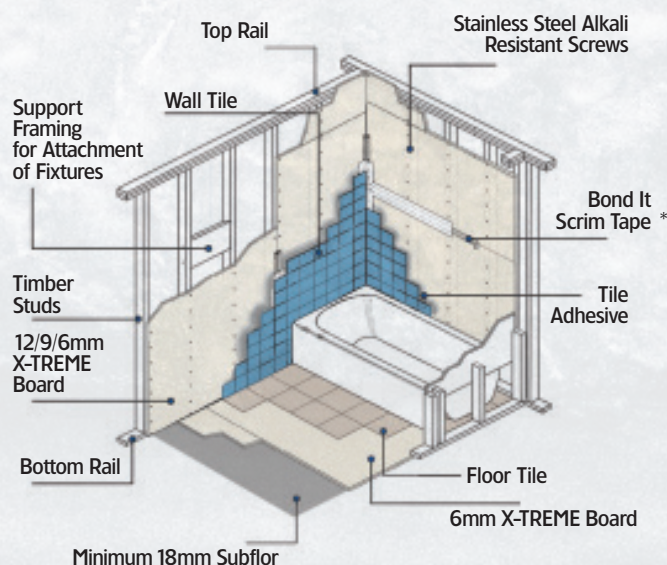 Top Rail
Stainless Steel Alkali
Resistant Screws
Wall Tile
Support
Framing
for Attachment
of Fixtures
Bond It
Scrim Tape *
Timber
Studs
Tile
Adhesive
12/9/6mm
X-TREME
Board
Bottom Rail
Floor Tile
6mm X-TREME Board
Minimum 18mm Subflor